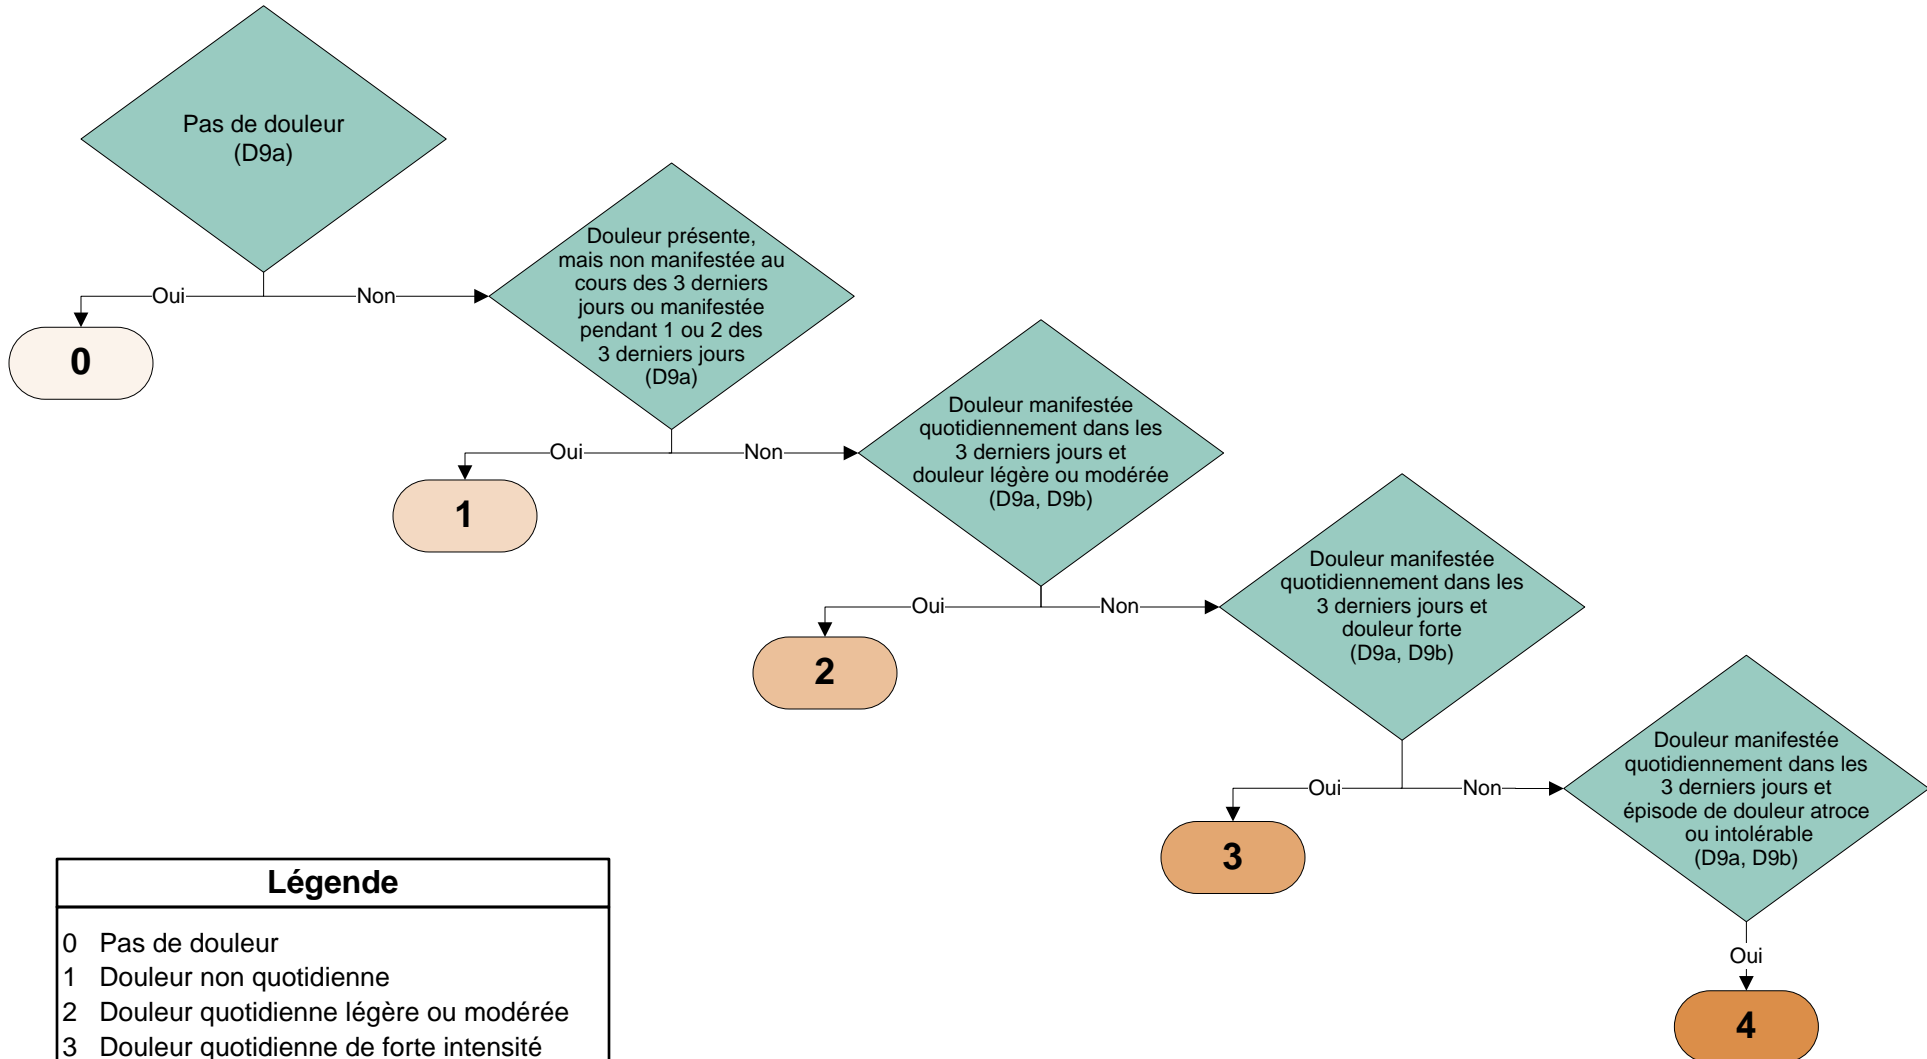 Pas de douleur
(D9a)
Oui
Non
0
Douleur présente,
mais non manifestée au
cours des 3 derniers
jours ou manifestée
pendant 1 ou 2 des
3 derniers jours
(D9a)
Oui
Non
1
Douleur manifestée
quotidiennement dans les
3 derniers jours et
douleur légère ou modérée
(D9a, D9b)
Oui
Non
2
Douleur manifestée
quotidiennement dans les
3 derniers jours et
douleur forte
(D9a, D9b)
Oui
Non
3
Douleur manifestée
quotidiennement dans les
3 derniers jours et
épisode de douleur atroce
ou intolérable
(D9a, D9b)
Oui
4
Légende
0 Pas de douleur
1 Douleur non quotidienne
2 Douleur quotidienne légère ou modérée
3 Douleur quotidienne de forte intensité